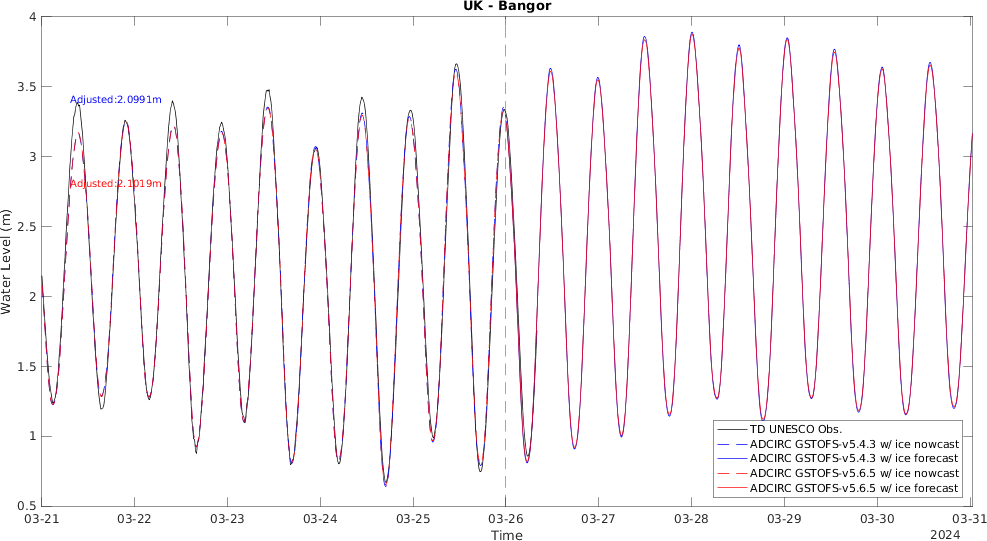 UK - Bangor
4
3.5
3
2.5
2
1.5
1
0.5
Water Level (m)
Adjusted:2.0991m
Adjusted:2.1019m
TD UNESCO Obs.
ADCIRC GSTOFS-v5.4.3 w/ ice nowcast
ADCIRC GSTOFS-v5.4.3 w/ ice forecast
ADCIRC GSTOFS-v5.6.5 w/ ice nowcast
ADCIRC GSTOFS-v5.6.5 w/ ice forecast
03-21 03-22 03-23 03-24 03-25 03-26 03-27 03-28 03-29 03-30 03-31
Time
2024